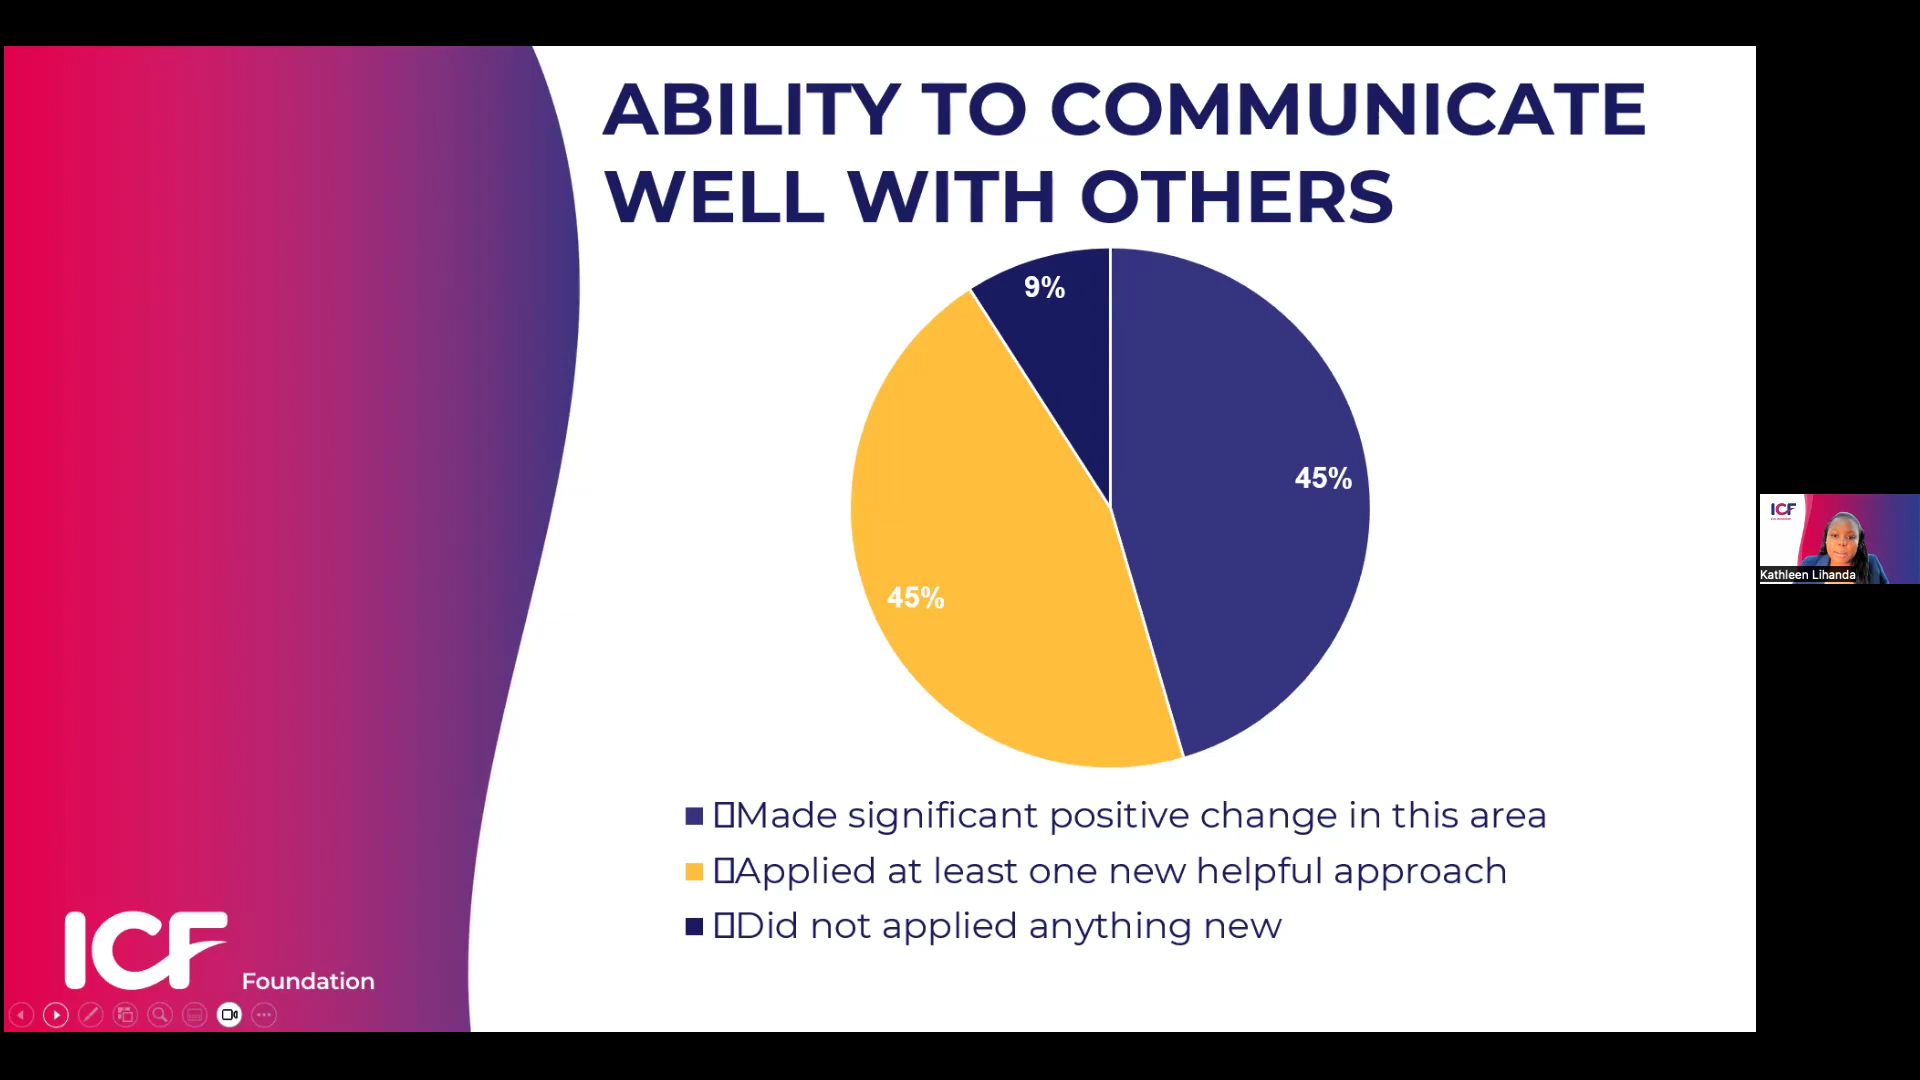 ABILITY TO COMMUNICATE
WELL WITH OTHERS
9%
45%
45%
Made significant positive change in this area
Applied at least one new helpful approach
Did not applied anything new
ICF
Foundation
ICF
Kathleen Lihanda